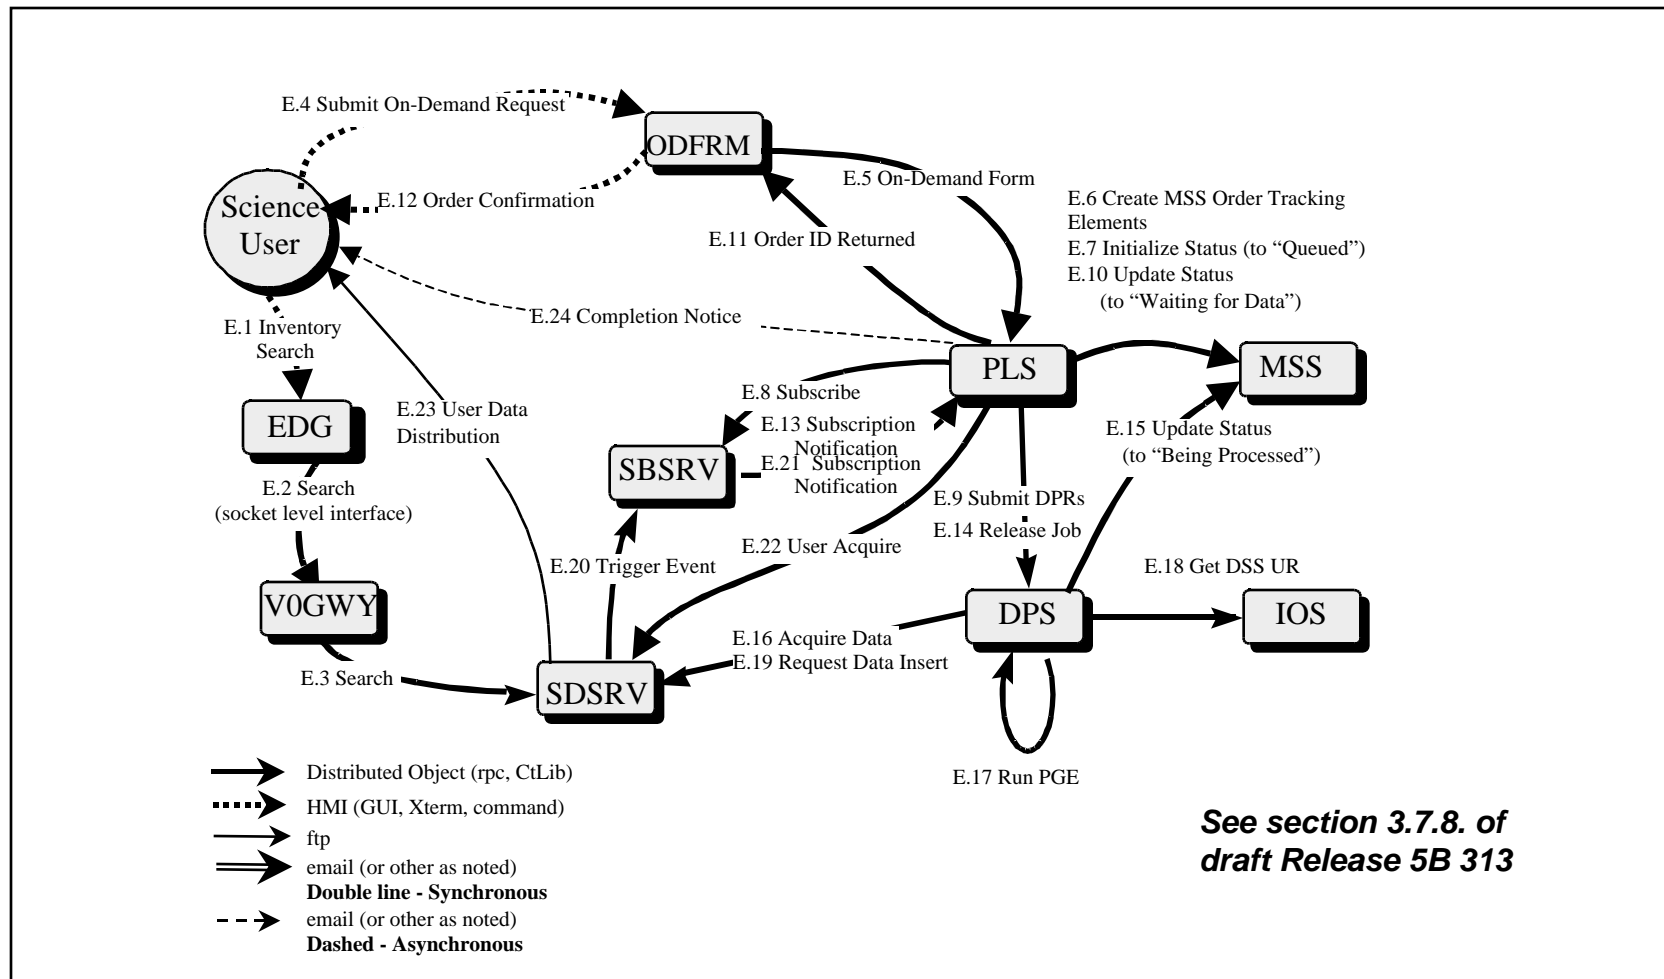 E.4 Submit On-Demand Request
ODFRM
E.12 Order Confirmation
E.5 On-Demand Form
Science
User
E.11 Order ID Returned
E.6 Create MSS Order Tracking
Elements
E.7 Initialize Status (to “Queued”)
E.10 Update Status
(to “Waiting for Data”)
E.24 Completion Notice
E.1 Inventory
Search
PLS
MSS
E.8 Subscribe
EDG
E.23 User Data
Distribution
E.13 Subscription
Notification
E.21 Subscription
Notification
E.15 Update Status
(to “Being Processed”)
SBSRV
E.2 Search
(socket level interface)
E.9 Submit DPRs
E.14 Release Job
E.22 User Acquire
E.20 Trigger Event
E.18 Get DSS UR
V0GWY
DPS
IOS
E.16 Acquire Data
E.19 Request Data Insert
E.3 Search
SDSRV
E.17 Run PGE
Distributed Object (rpc, CtLib)
HMI (GUI, Xterm, command)
ftp
email (or other as noted)
Double line - Synchronous
email (or other as noted)
Dashed - Asynchronous
See section 3.7.8. of
draft Release 5B 313